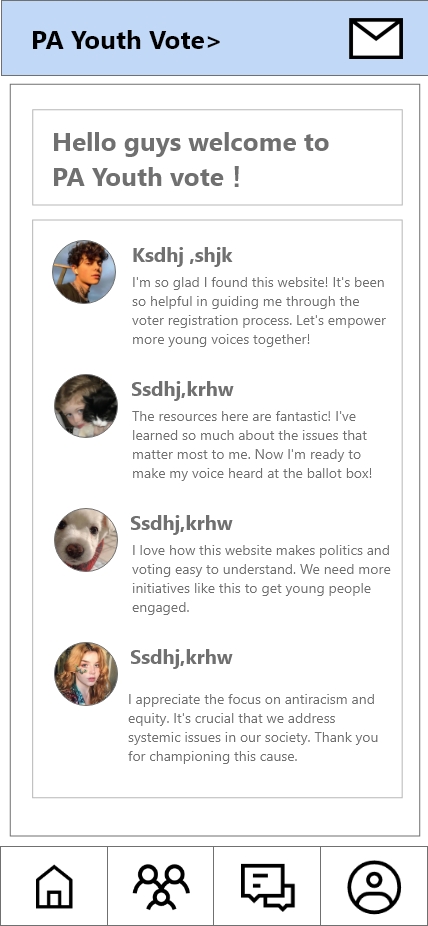 PA Youth Vote>
Hello guys welcome to
PA Youth vote！
Ksdhj ,shjk
I'm so glad I found this website! It's been
so helpful in guiding me through the
voter registration process. Let's empower
more young voices together!
Ssdhj,krhw
The resources here are fantastic! I've
learned so much about the issues that
matter most to me. Now I'm ready to
make my voice heard at the ballot box!
Ssdhj,krhw
I love how this website makes politics and
voting easy to understand. We need more
initiatives like this to get young people
engaged.
Ssdhj,krhw
I appreciate the focus on antiracism and
equity. It's crucial that we address
systemic issues in our society. Thank you
for championing this cause.